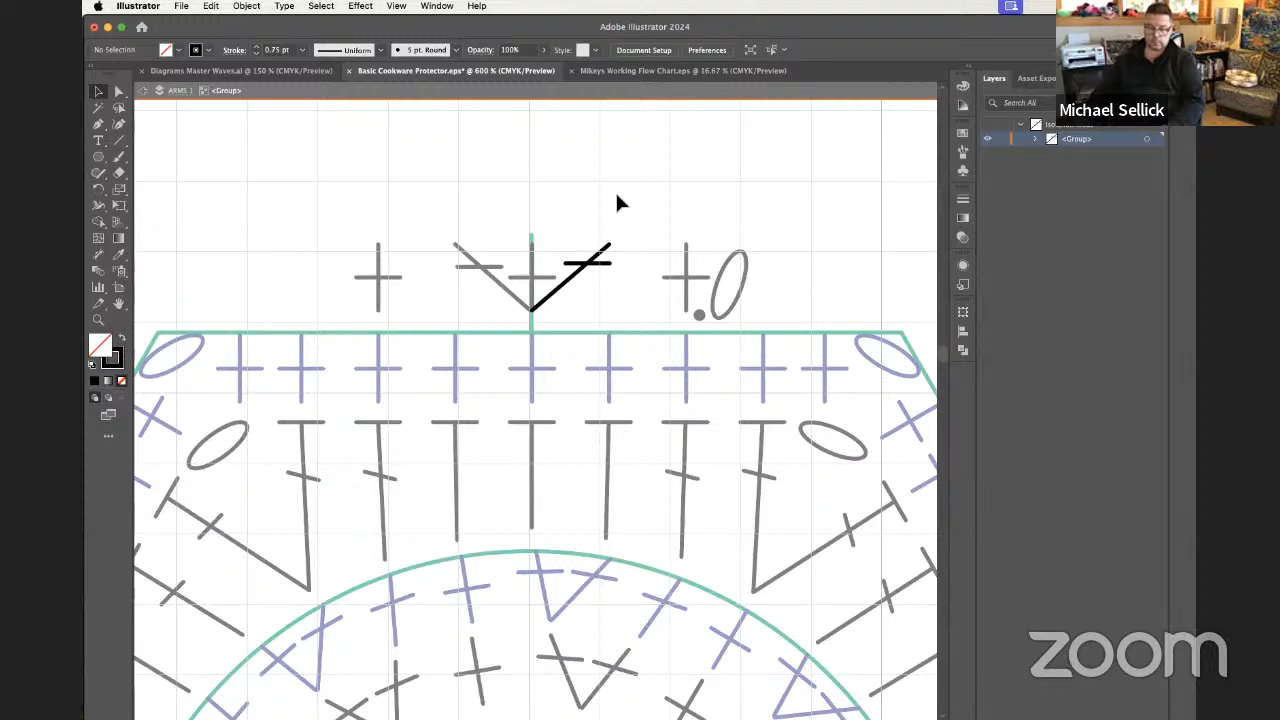 Illustrator File Edit Object Type Select Effect View Window Help
Adobe Illustrator 2024
No Selection Stroke: 0.75 pt Uniform 5 pt. Round Opacity: 100% Style: Document Setup Preferences
× Diagrams Master Waves.ai @ 150 % (CMYK/Preview) × Basic Cookware Protector.eps* @ 600 % (CMYK/Preview) × Mikeys Working Flow Chart.eps @ 16.67 % (CMYK/Preview)
ARMS 1 <Group>
Layers Asset Expo
Search All
<Group>
Michael Sellick
zoom